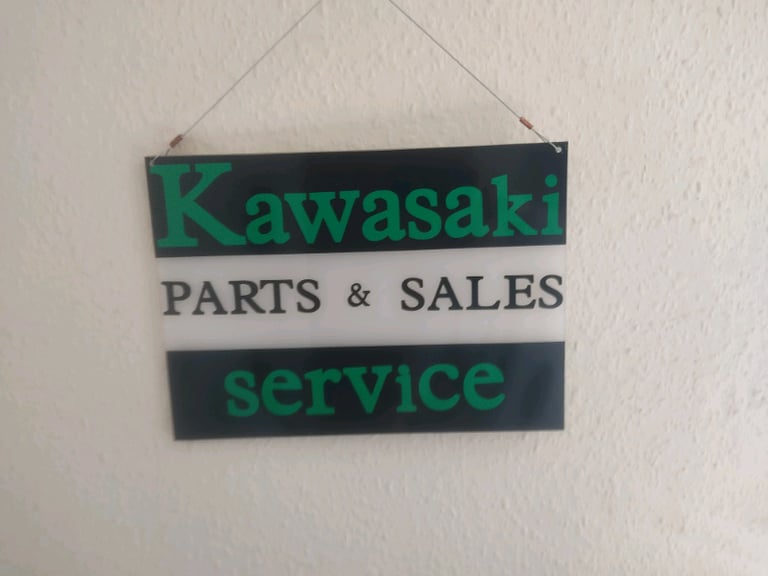 Kawasaki
PARTS & SALES
service